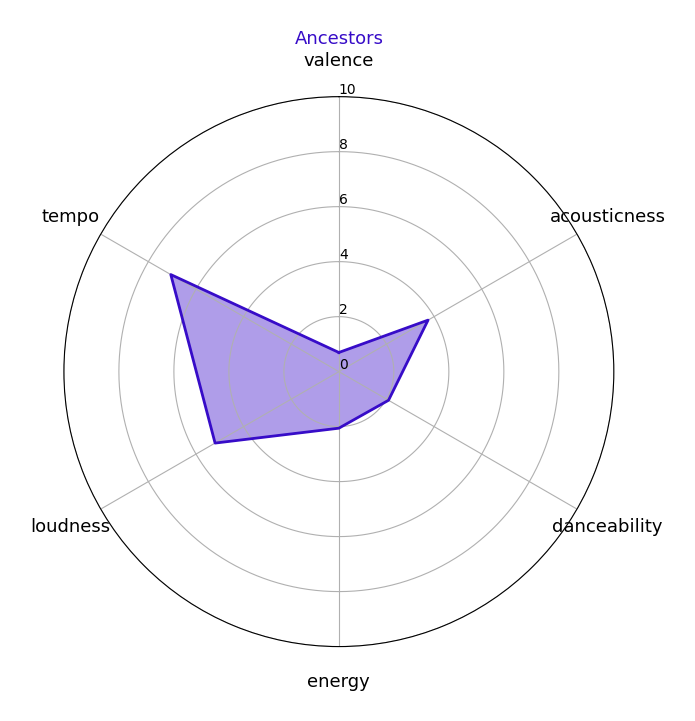 Ancestors
valence
10
8
6
4
2
0
tempo
acousticness
loudness
danceability
energy